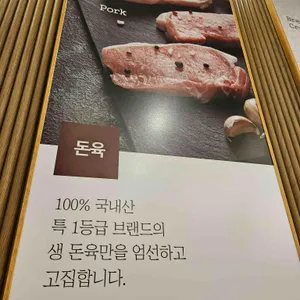 Pork
돈육
100% 국내산
특 1등급 브랜드의
생 돈육만을 엄선하고
고집합니다.